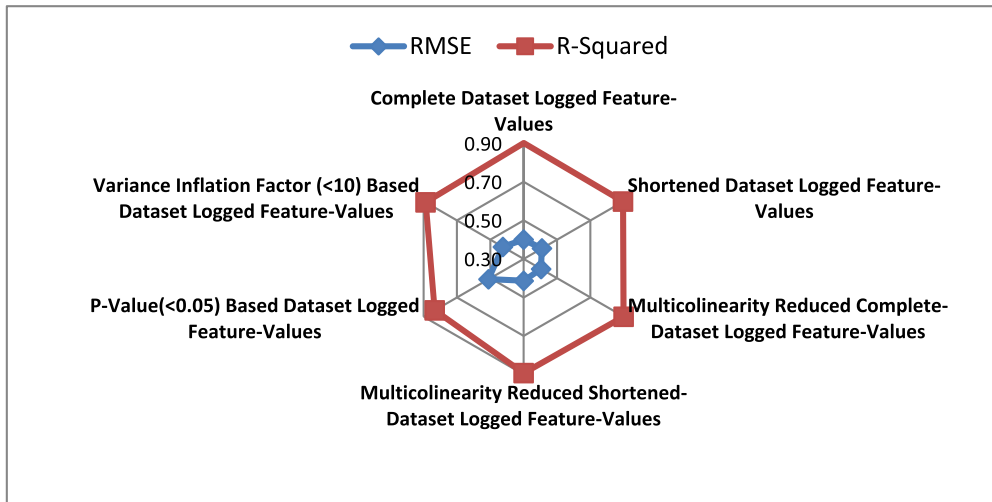 RMSE R-Squared
Complete Dataset Logged Feature-
Values
0.90
0.70
0.50
0.30
Shortened Dataset Logged Feature-
Values
Multicolinearity Reduced Complete-
Dataset Logged Feature-Values
Multicolinearity Reduced Shortened-
Dataset Logged Feature-Values
P-Value(<0.05) Based Dataset Logged
Feature-Values
Variance Inflation Factor (<10) Based
Dataset Logged Feature-Values